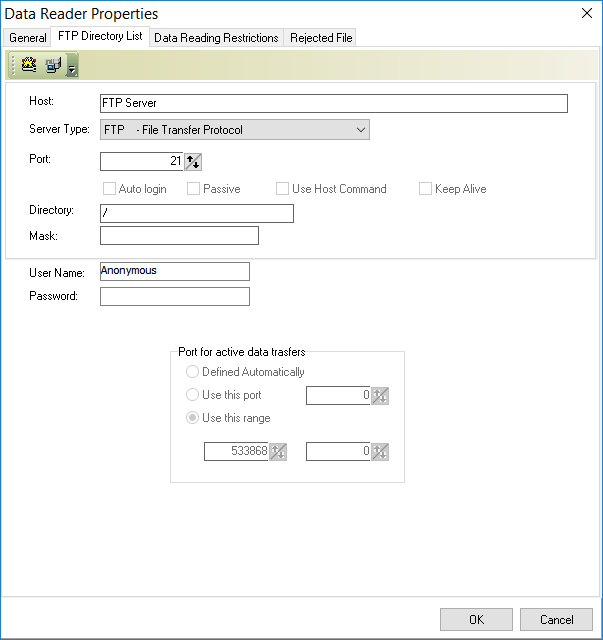 Data Reader Properties
General FTP Directory List Data Reading Restrictions Rejected File
Host: FTP Server
Server Type: FTP - File Transfer Protocol
Port: 21
Auto login Passive Use Host Command Keep Alive
Directory: /
Mask:
User Name: Anonymous
Password:
Port for active data trasfers
Defined Automatically
Use this port 0
Use this range
533868 0
OK Cancel